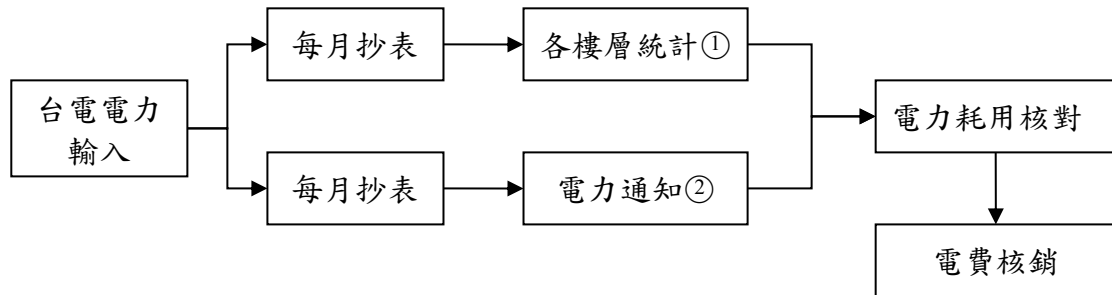 台電電力
輸入
每月抄表
各樓層統計①
每月抄表
電力通知②
電力耗用核對
電費核銷